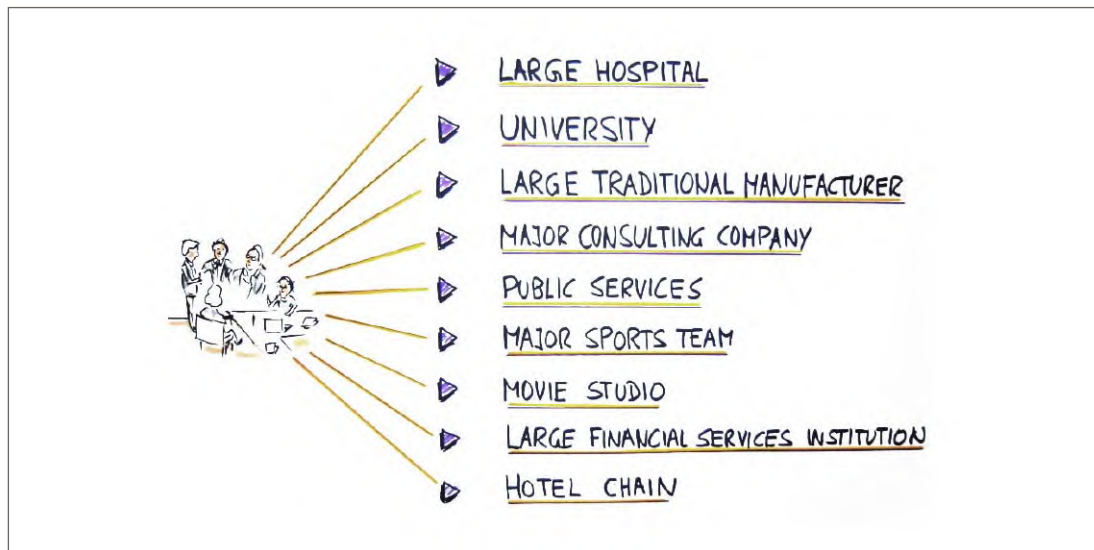 LARGE HOSPITAL
UNIVERSITY
LARGE TRADITIONAL MANUFACTURER
MAJOR CONSULTING COMPANY
PUBLIC SERVICES
MAJOR SPORTS TEAM
MOVIE STUDIO
LARGE FINANCIAL SERVICES INSTITUTION
HOTEL CHAIN